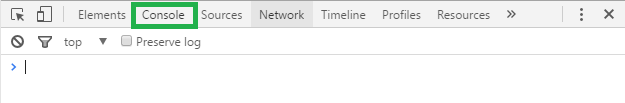 Elements Console Sources Network Timeline Profiles Resources »
top Preserve log
>